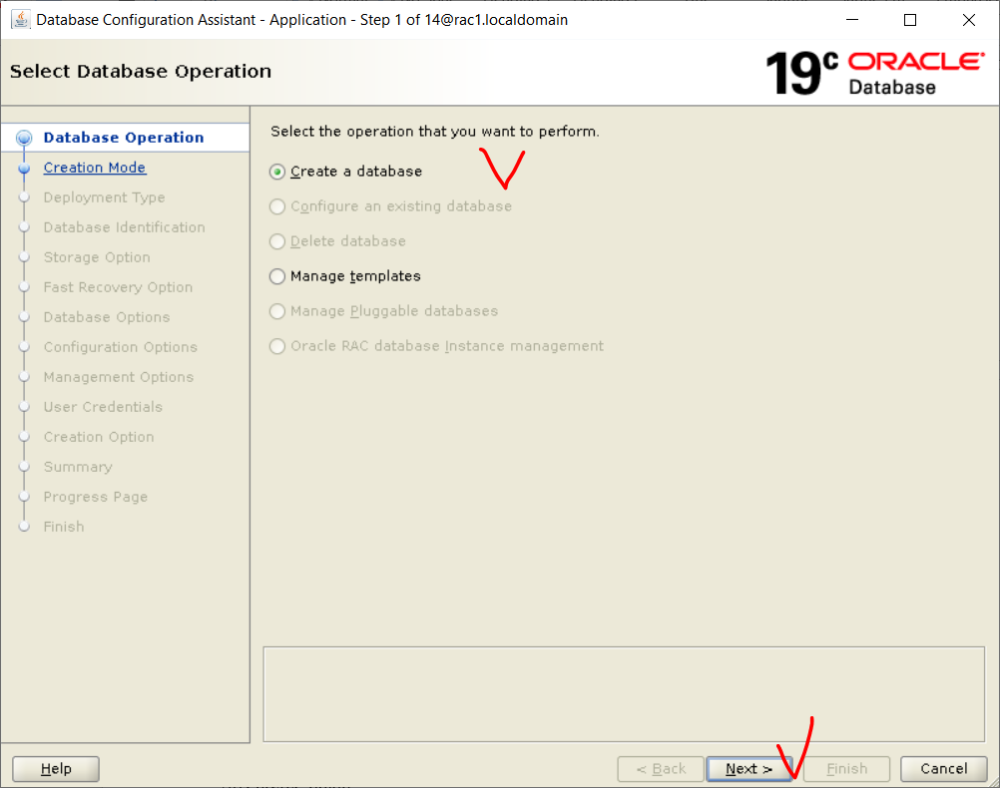 Database Configuration Assistant - Application - Step 1 of 14@rac1.localdomain
Select Database Operation
19c ORACLE
Database
Database Operation
Creation Mode
Deployment Type
Database Identification
Storage Option
Fast Recovery Option
Database Options
Configuration Options
Management Options
User Credentials
Creation Option
Summary
Progress Page
Finish
Select the operation that you want to perform.
Create a database
Configure an existing database
Delete database
Manage templates
Manage Pluggable databases
Oracle RAC database Instance management
Help
< Back
Next >
Finish
Cancel